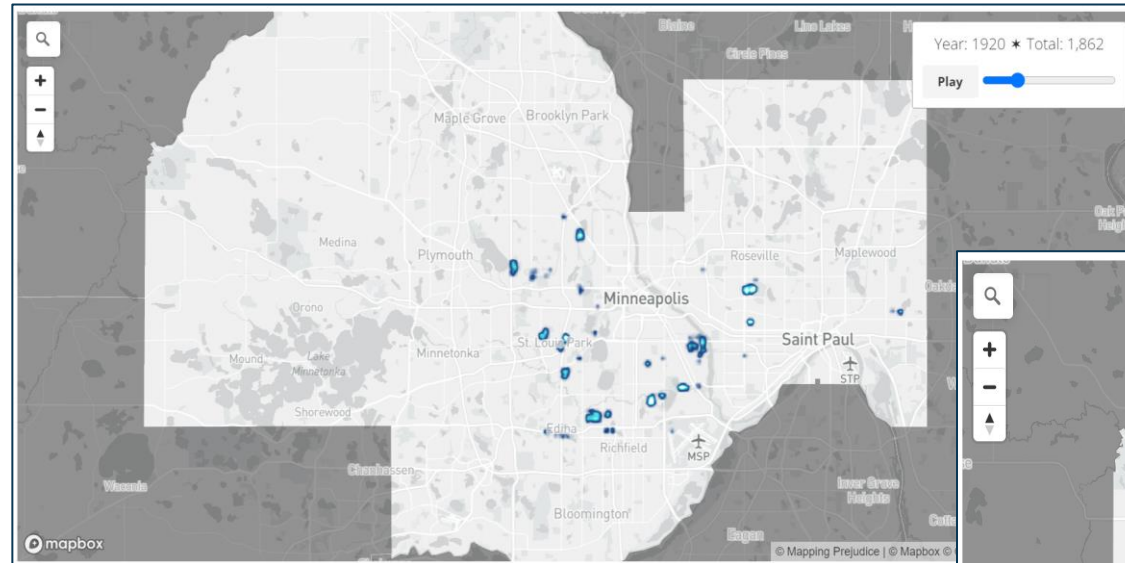 Blaine
Lino Lakes
Circle Pines
Year: 1920 ✶ Total: 1,862
Play
Maple Grove
Brooklyn Park
Medina
Plymouth
Roseville
Maplewood
Orono
Minneapolis
Mound
Lake
Minnetonka
Minnetonka
St. Louis Park
Saint Paul
STP
Shorewood
Edina
Richfield
MSP
Chanhassen
Waconia
Inver Grove
Heights
Bloomington
Eagan
mapbox
© Mapping Prejudice | © Mapbox ©